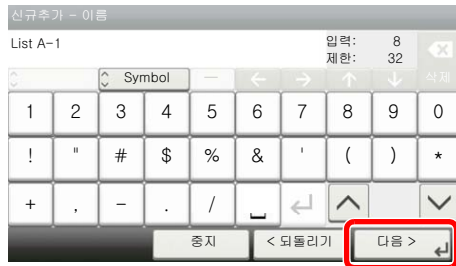 신규추가 - 이름
List A-1 입력: 8
제한: 32
Symbol — ← → ↑ ↓ 삭제
1 2 3 4 5 6 7 8 9 0
! " # $ % & ' ( ) *
+ , - . / ␣
중지 < 되돌리기 다음 >